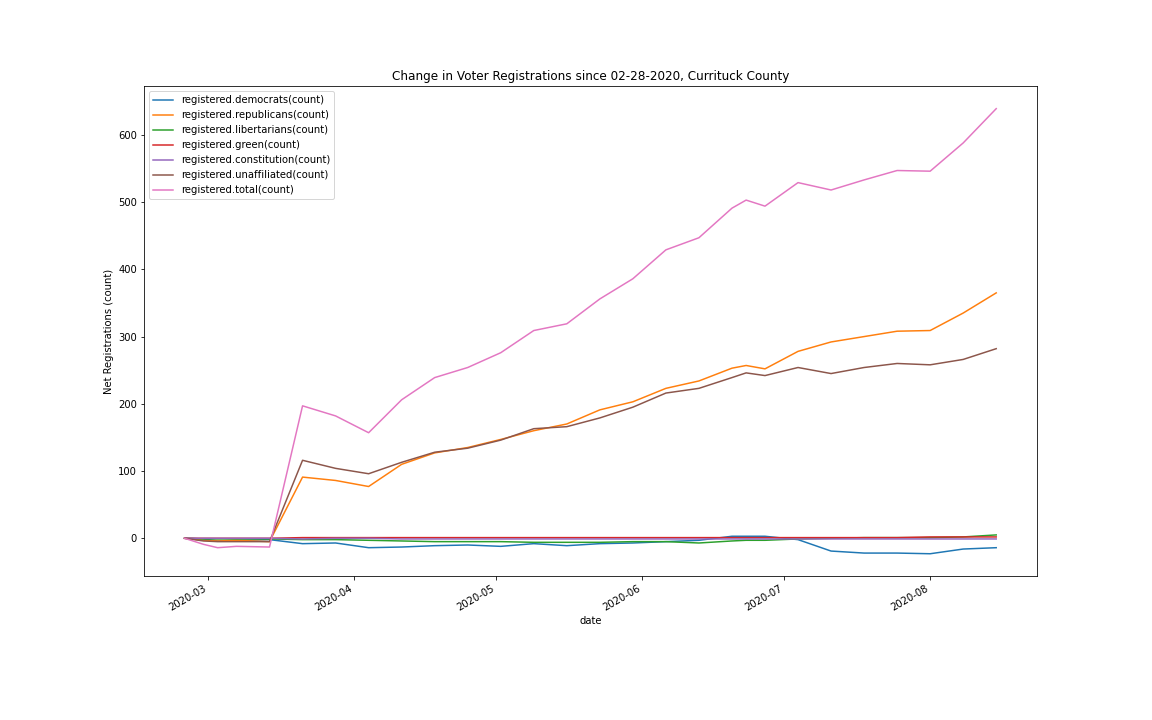 Change in Voter Registrations since 02-28-2020, Currituck County
registered.democrats(count)
registered.republicans(count)
registered.libertarians(count)
registered.green(count)
registered.constitution(count)
registered.unaffiliated(count)
registered.total(count)
Net Registrations (count)
600
500
400
300
200
100
0
2020-03
2020-04
2020-05
2020-06
2020-07
2020-08
date